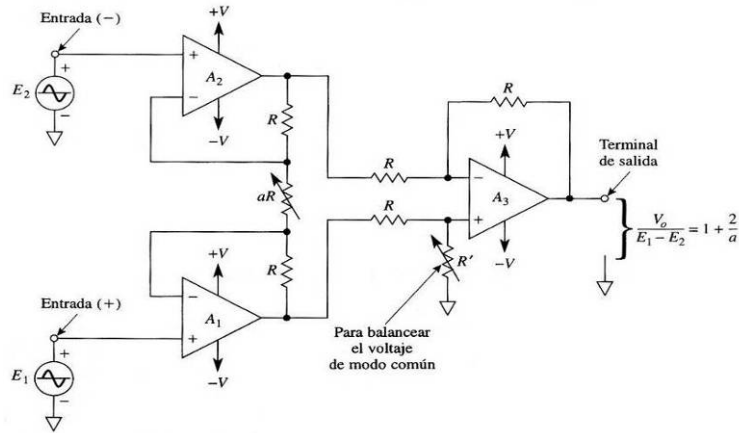 Entrada (−)
+
E₂
−
+
A₂
−
+V
−V
R
aR
R
Entrada (+)
+
E₁
−
−
A₁
+
+V
−V
R
R
R
−
A₃
+
+V
−V
R′
Para balancear
el voltaje
de modo común
Terminal
de salida
Vₒ/(E₁ − E₂) = 1 + 2/a